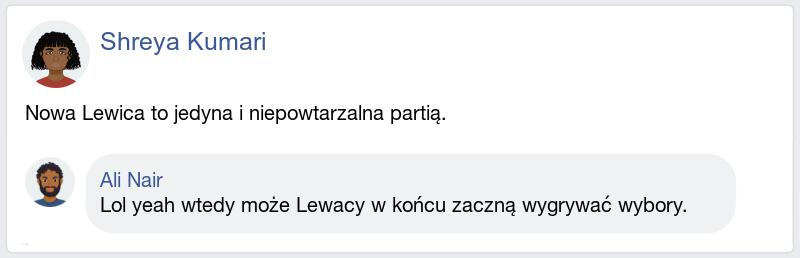 Shreya Kumari
Nowa Lewica to jedyna i niepowtarzalna partią.
Ali Nair
Lol yeah wtedy może Lewacy w końcu zaczną wygrywać wybory.